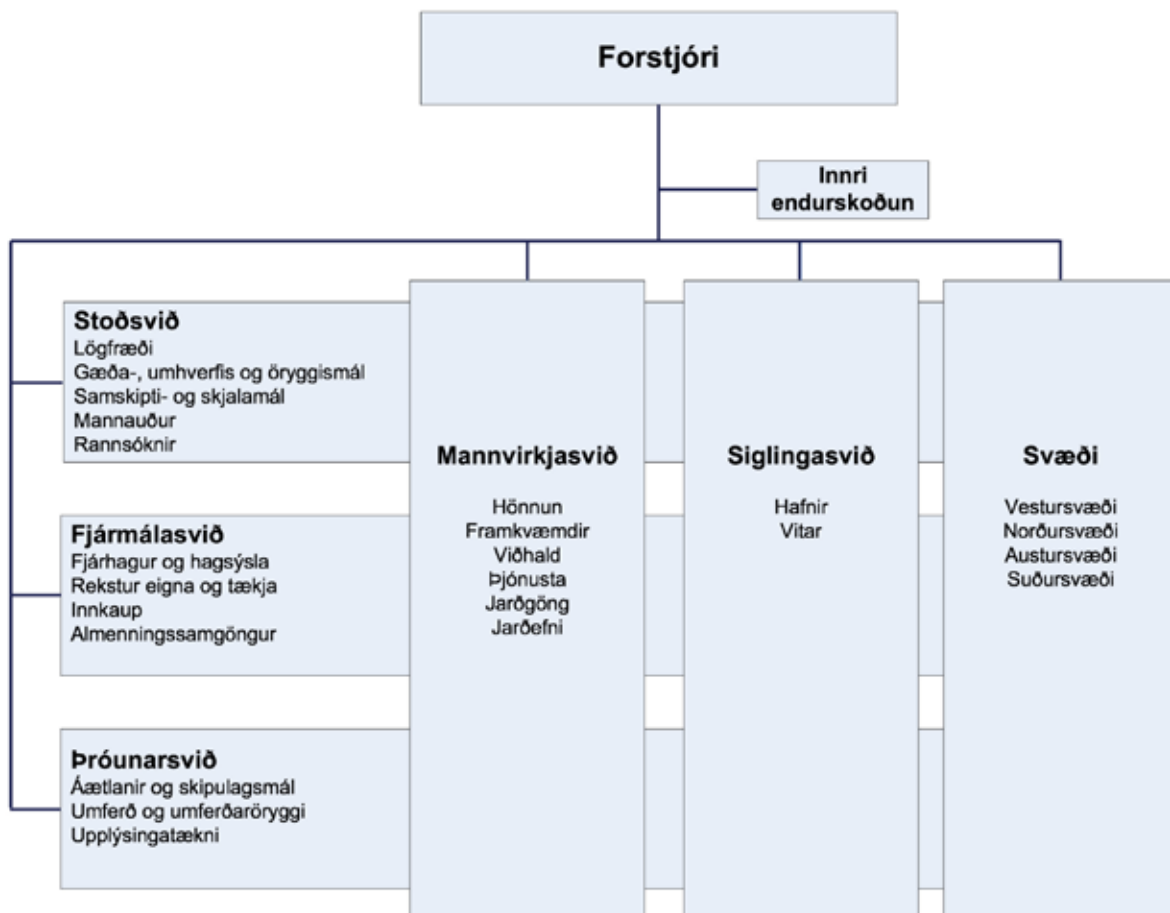 Forstjóri
Innri
endurskoðun
Stoðsvið
Lögfræði
Gæða-, umhverfis og öryggismál
Samskipti- og skjalamál
Mannauður
Rannsóknir
Fjármálasvið
Fjárhagur og hagsýsla
Rekstur eigna og tækja
Innkaup
Almenningssamgöngur
Þróunarsvið
Áætlanir og skipulagsmál
Umferð og umferðaröryggi
Upplýsingatækni
Mannvirkjasvið
Hönnun
Framkvæmdir
Viðhald
Þjónusta
Jarðgöng
Jarðefni
Siglingasvið
Hafnir
Vitar
Svæði
Vestursvæði
Norðursvæði
Austursvæði
Suðursvæði